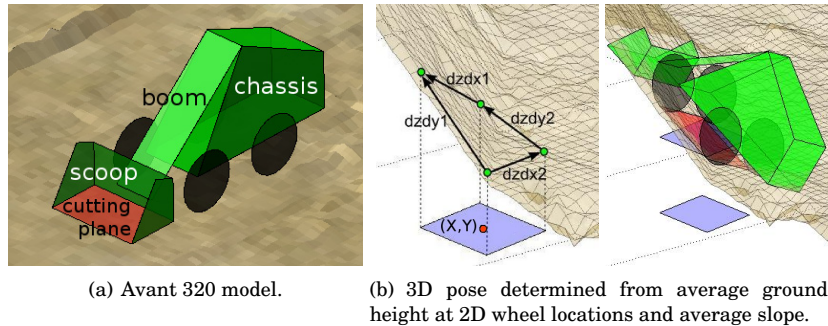 chassis
boom
scoop
cutting
plane
dzdx1
dzdy1
dzdy2
dzdx2
(X,Y)
(a) Avant 320 model.
(b) 3D pose determined from average ground
height at 2D wheel locations and average slope.